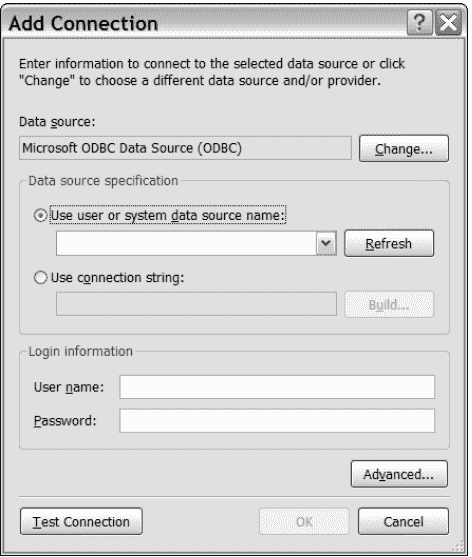 Add Connection
Enter information to connect to the selected data source or click
"Change" to choose a different data source and/or provider.
Data source:
Microsoft ODBC Data Source (ODBC)
Change...
Data source specification
Use user or system data source name:
Refresh
Use connection string:
Build...
Login information
User name:
Password:
Advanced...
Test Connection
OK
Cancel